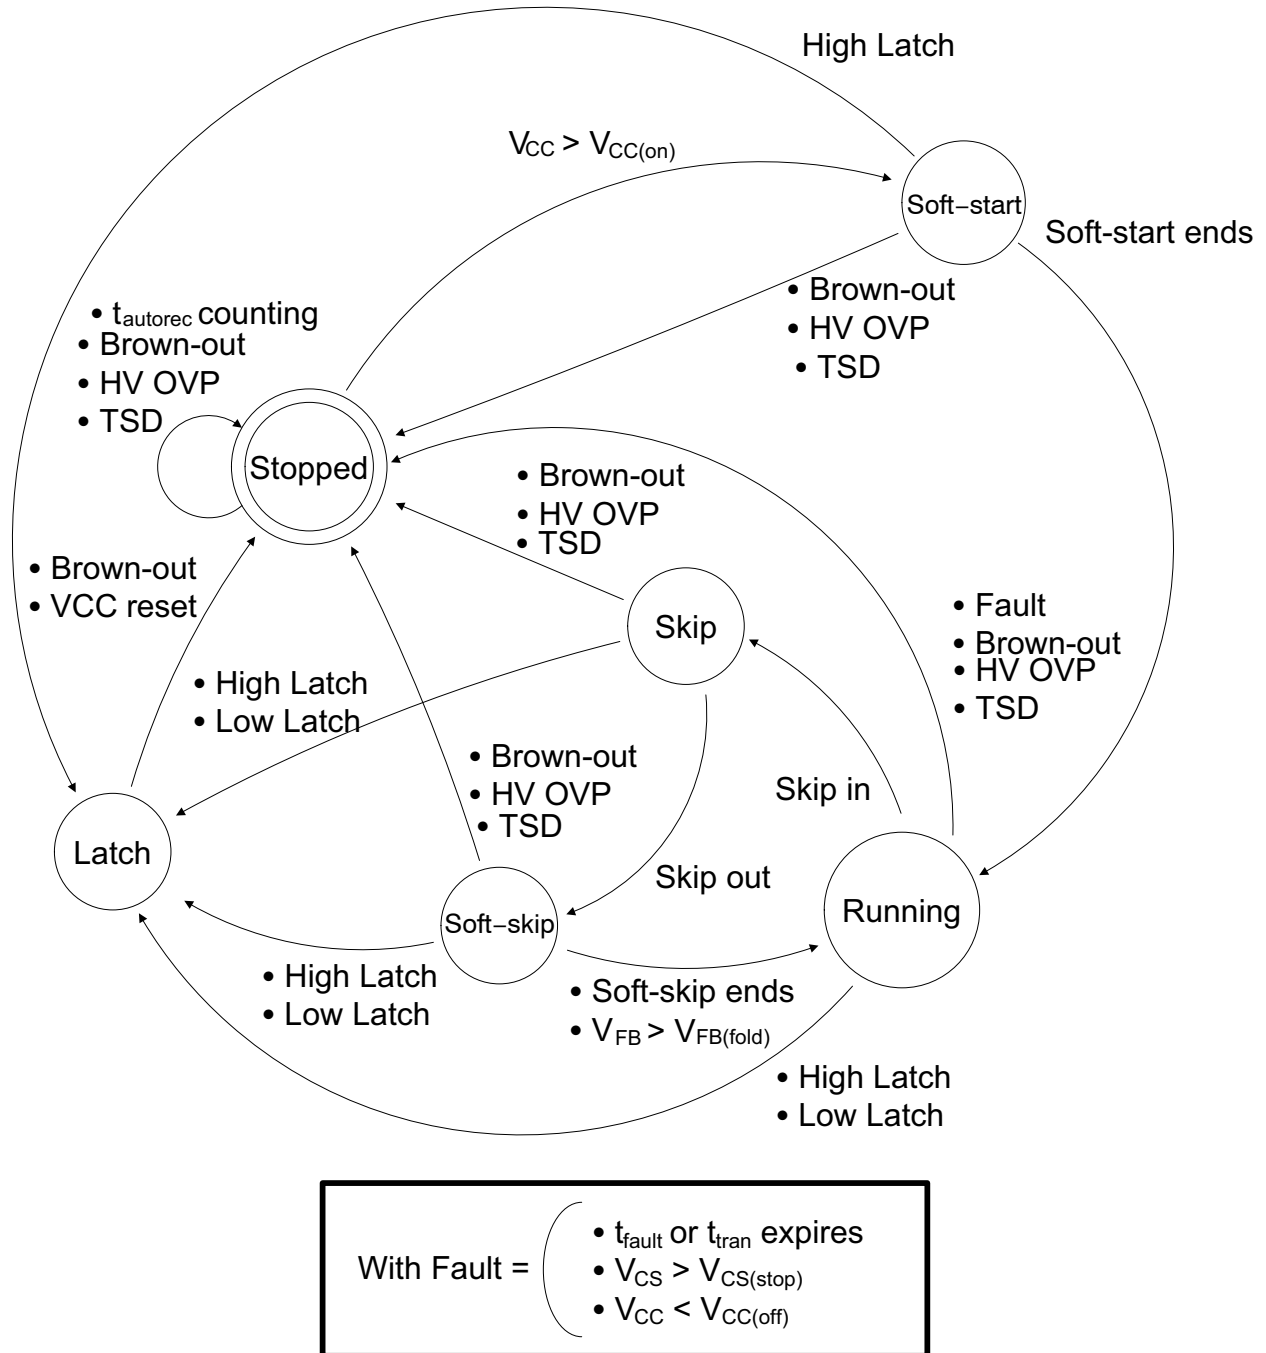 High Latch
VCC > VCC(on)
Soft−start
Soft-start ends
• Brown-out
• HV OVP
• TSD
• tautorec counting
• Brown-out
• HV OVP
• TSD
Stopped
• Brown-out
• HV OVP
• TSD
• Brown-out
• VCC reset
Skip
• Fault
• Brown-out
• HV OVP
• TSD
• High Latch
• Low Latch
• Brown-out
• HV OVP
• TSD
Skip in
Latch
Skip out
Soft−skip
Running
• High Latch
• Low Latch
• Soft-skip ends
• VFB > VFB(fold)
• High Latch
• Low Latch
With Fault =
• tfault or ttran expires
• VCS > VCS(stop)
• VCC < VCC(off)